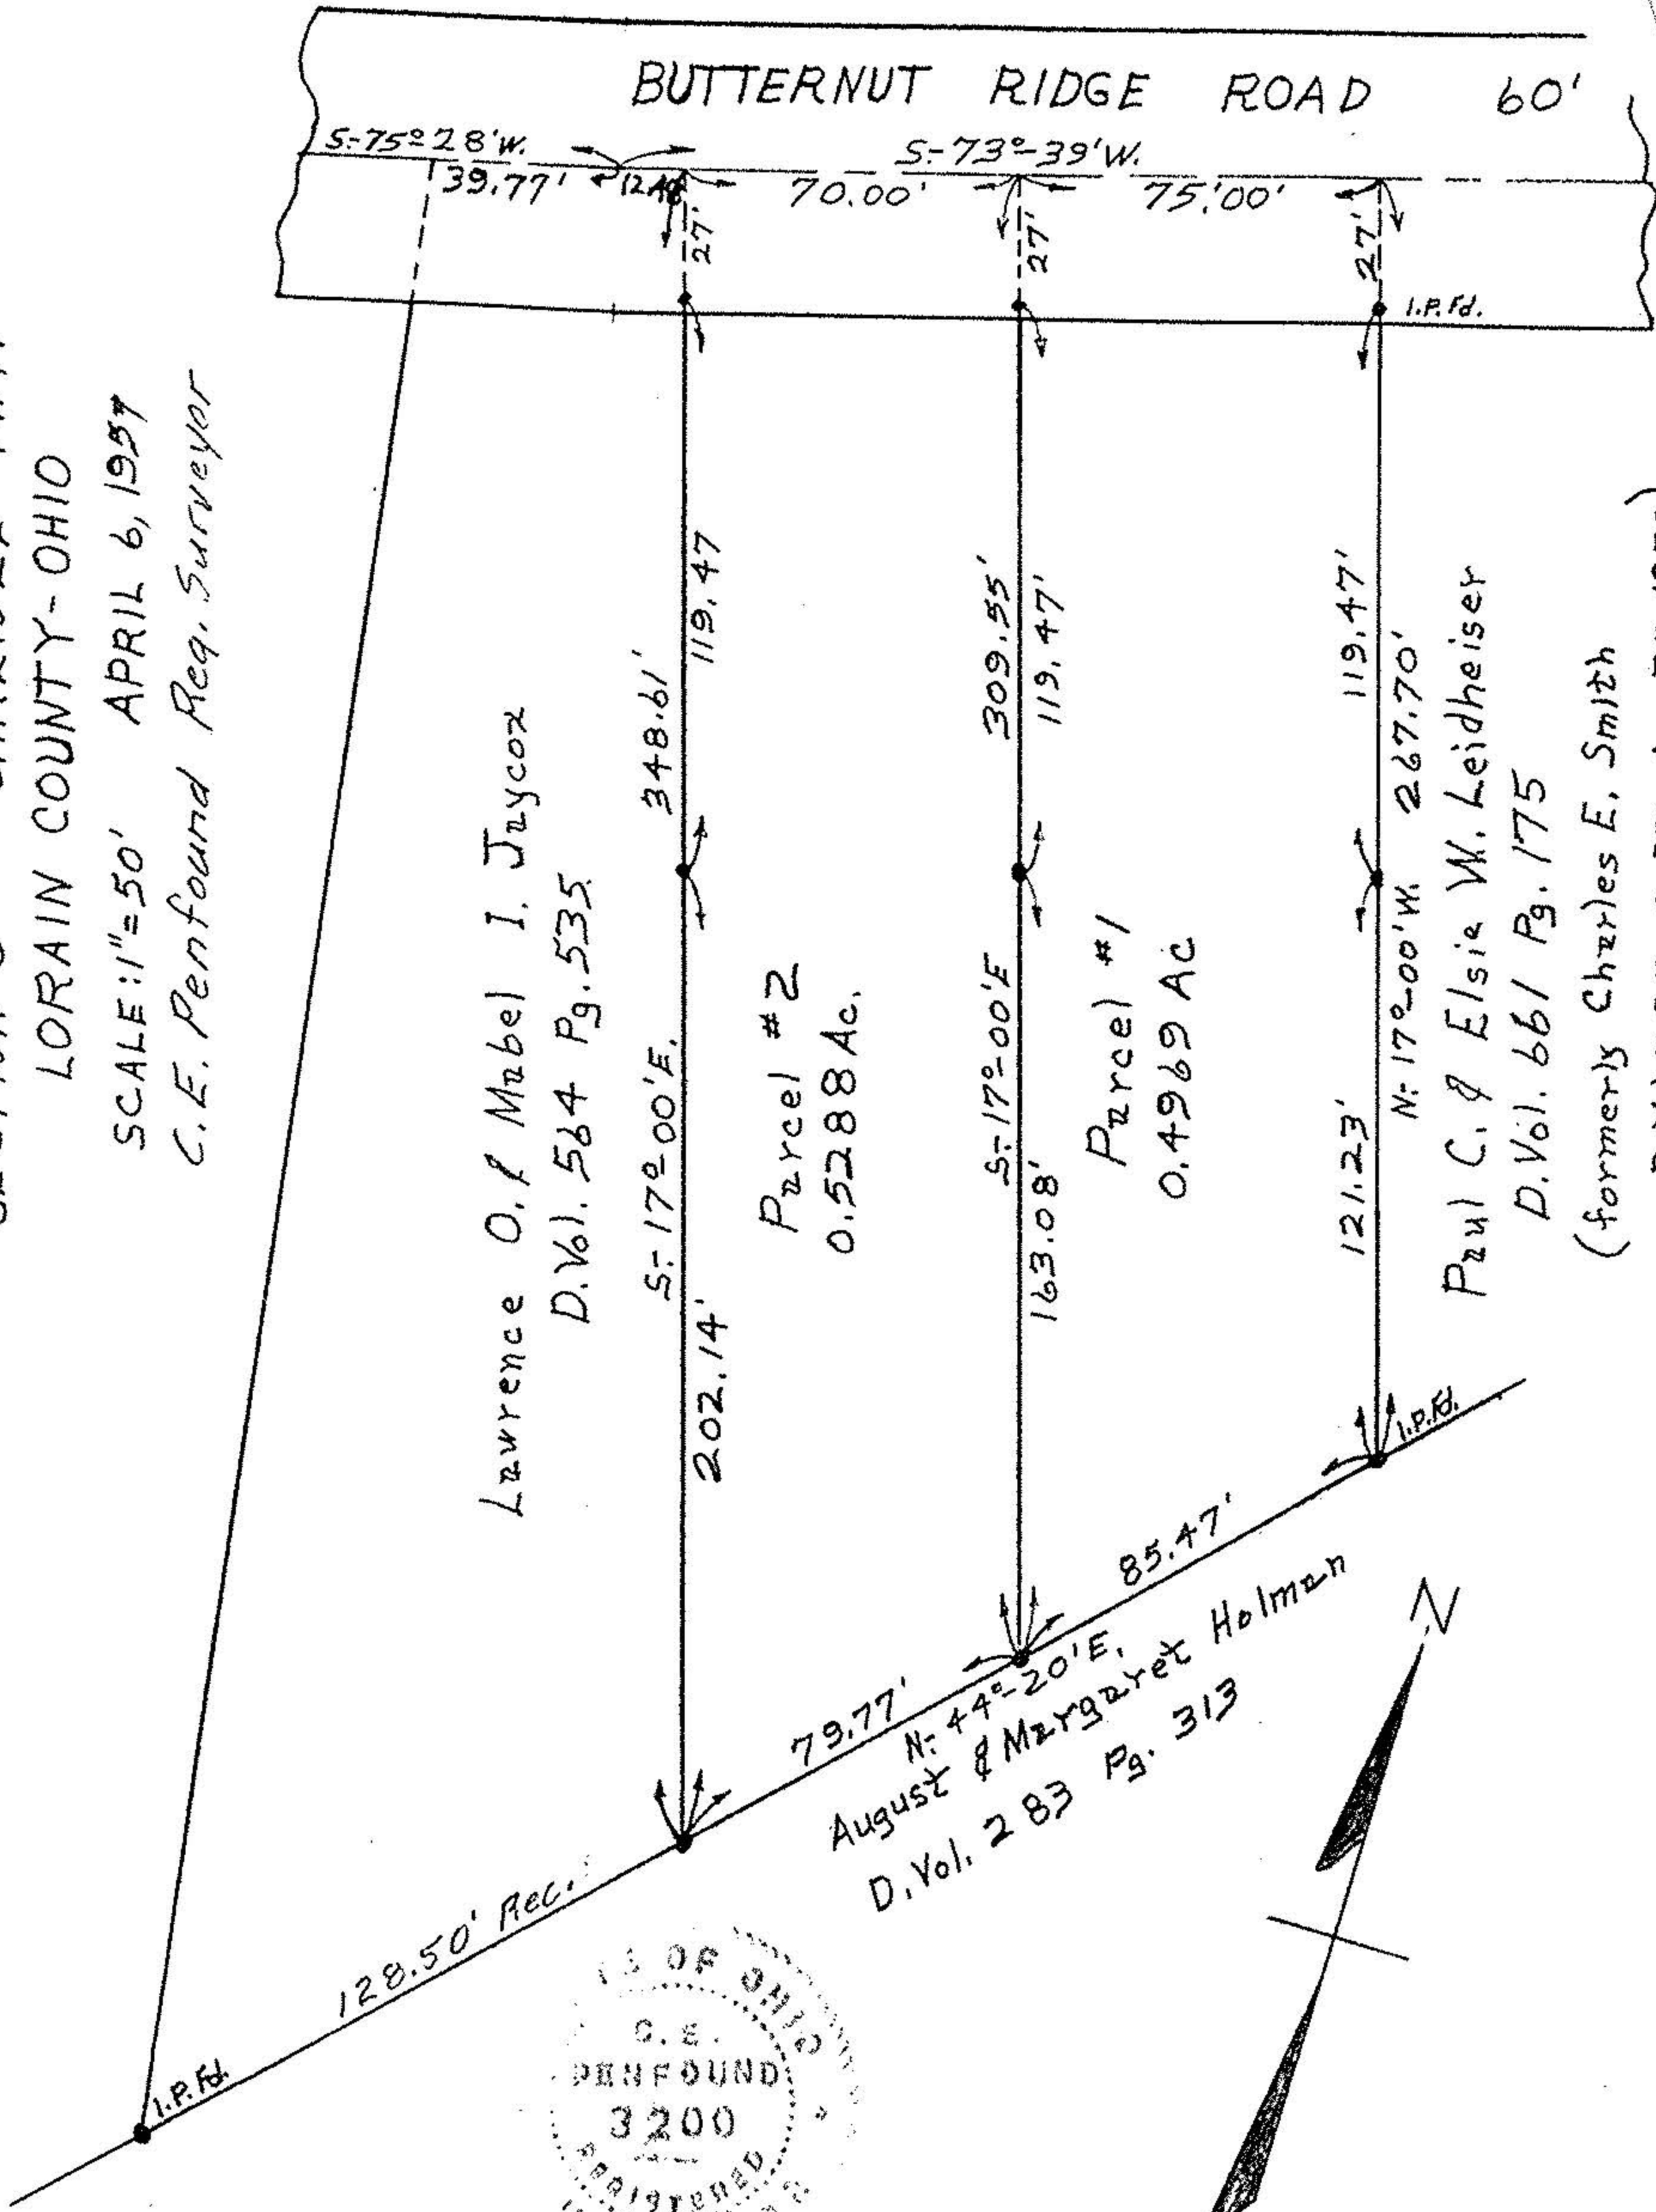 BUTTERNUT RIDGE ROAD 60'
S.-75°28'W.
S.-73°-39'W.
39.77'
70.00'
75.'00'
27'
27'
27'
I.P. Fd.
LORAIN COUNTY-OHIO
SCALE: 1"=50' APRIL 6, 1957
C.E. Penfound Reg. Surveyor
Lawrence O. & Mabel I. Jaycox
D.Vol. 564 Pg. 535
S.-17°-00'E. 348.61'
202.14'
119.47
Parcel #2
0.5288 Ac.
S.-17°-00'E 309.55'
163.08'
119.47'
Parcel #1
0.4969 Ac
121.23'
119.47'
N.-17°-00'W. 267.70'
Paul C. & Elsie W. Leidheiser
D.Vol. 661 Pg. 175
(formerly Charles E. Smith
I.P. Fd.
85.47'
79.77'
N.-44°-20'E.
August & Margaret Holman
D. Vol. 283 Pg. 313
128.50' Rec.
I.P. Fd.
N
OF OHIO
C.E.
PENFOUND
3200
REGISTERED